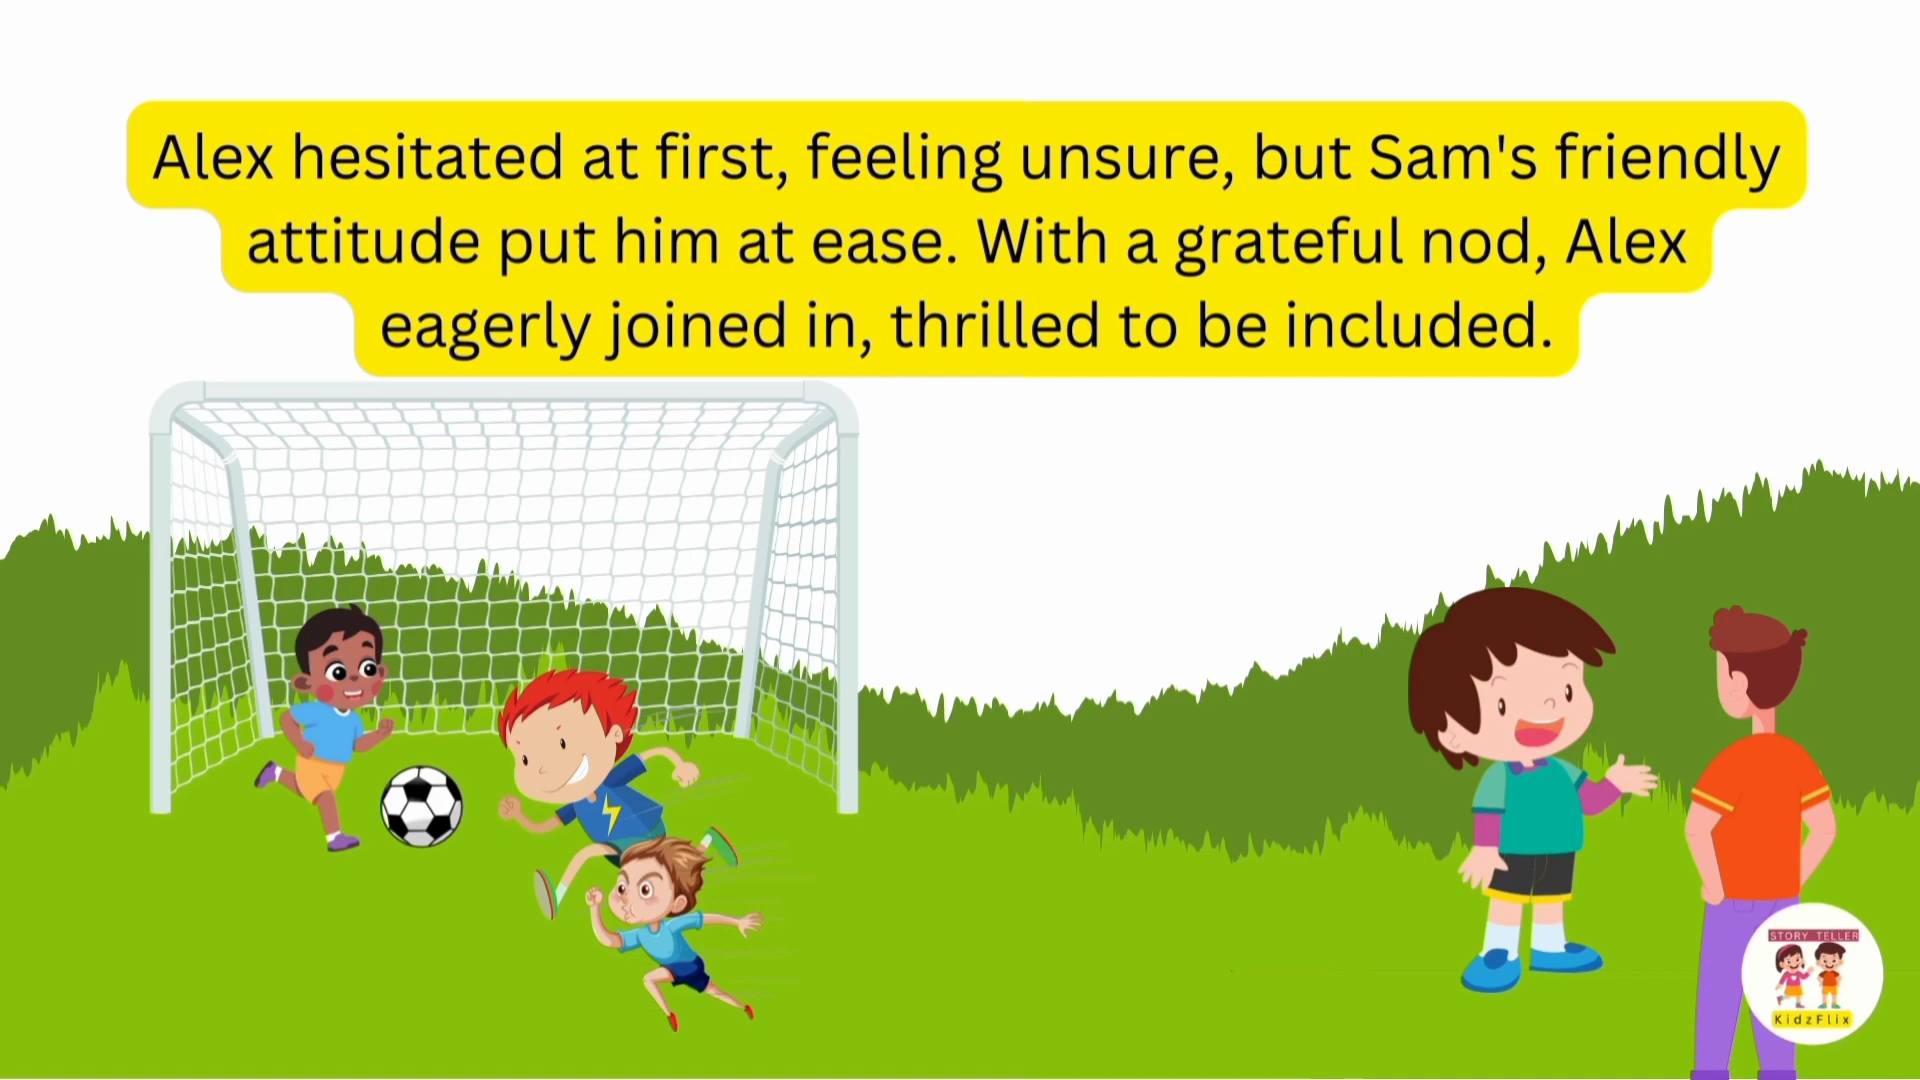 Alex hesitated at first, feeling unsure, but Sam's friendly
attitude put him at ease. With a grateful nod, Alex
eagerly joined in, thrilled to be included.
STORY TELLER
KidzFlix